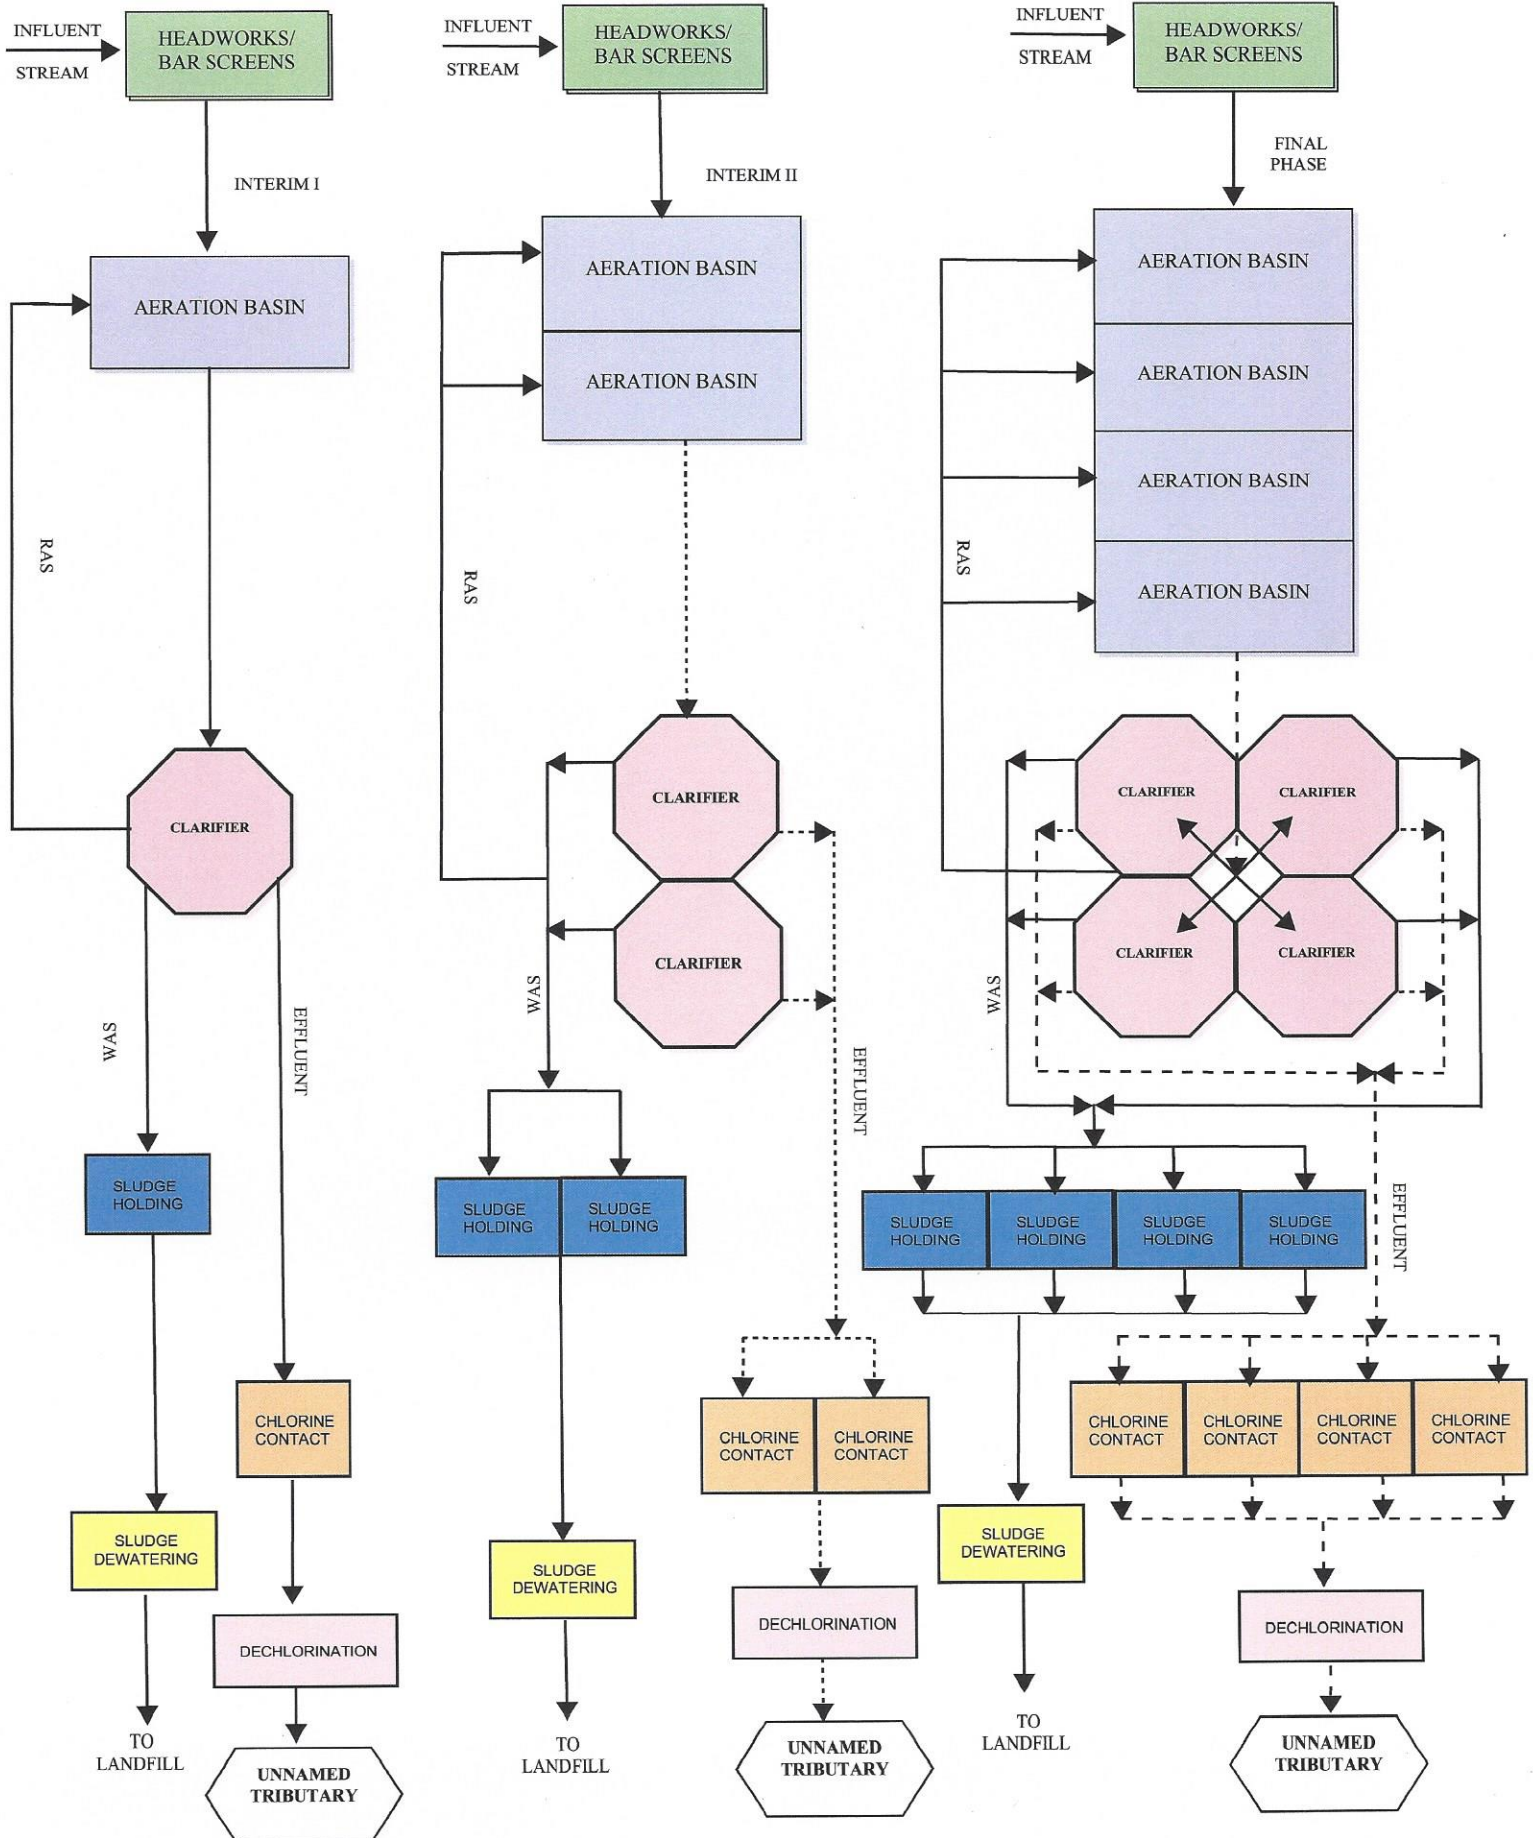 INFLUENT
STREAM
HEADWORKS/
BAR SCREENS
INTERIM I
AERATION BASIN
RAS
CLARIFIER
WAS
EFFLUENT
SLUDGE
HOLDING
CHLORINE
CONTACT
SLUDGE
DEWATERING
DECHLORINATION
TO
LANDFILL
UNNAMED
TRIBUTARY
INFLUENT
STREAM
HEADWORKS/
BAR SCREENS
INTERIM II
AERATION BASIN
AERATION BASIN
RAS
CLARIFIER
CLARIFIER
WAS
EFFLUENT
SLUDGE
HOLDING
SLUDGE
HOLDING
CHLORINE
CONTACT
CHLORINE
CONTACT
SLUDGE
DEWATERING
DECHLORINATION
TO
LANDFILL
UNNAMED
TRIBUTARY
INFLUENT
STREAM
HEADWORKS/
BAR SCREENS
FINAL
PHASE
AERATION BASIN
AERATION BASIN
AERATION BASIN
AERATION BASIN
RAS
CLARIFIER
CLARIFIER
CLARIFIER
CLARIFIER
WAS
EFFLUENT
SLUDGE
HOLDING
SLUDGE
HOLDING
SLUDGE
HOLDING
SLUDGE
HOLDING
CHLORINE
CONTACT
CHLORINE
CONTACT
CHLORINE
CONTACT
CHLORINE
CONTACT
SLUDGE
DEWATERING
DECHLORINATION
TO
LANDFILL
UNNAMED
TRIBUTARY